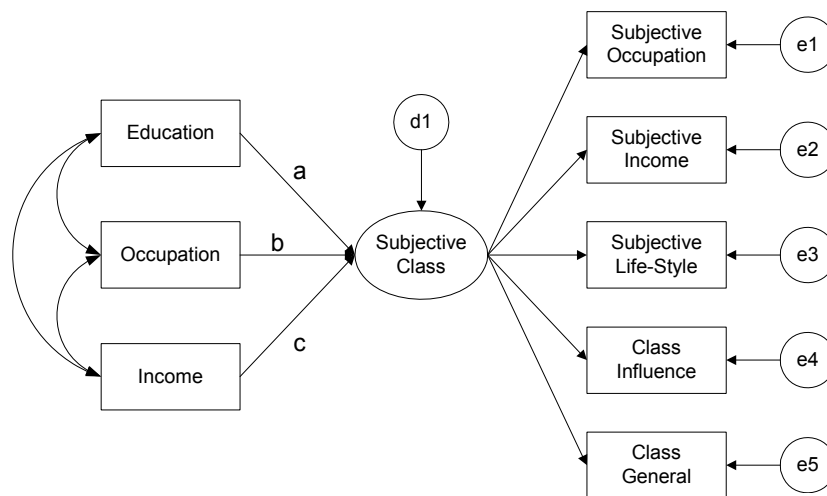 Subjective
Occupation
e1
Education
d1
a
Subjective
Income
e2
Occupation
b
Subjective
Class
Subjective
Life-Style
e3
Income
c
Class
Influence
e4
Class
General
e5